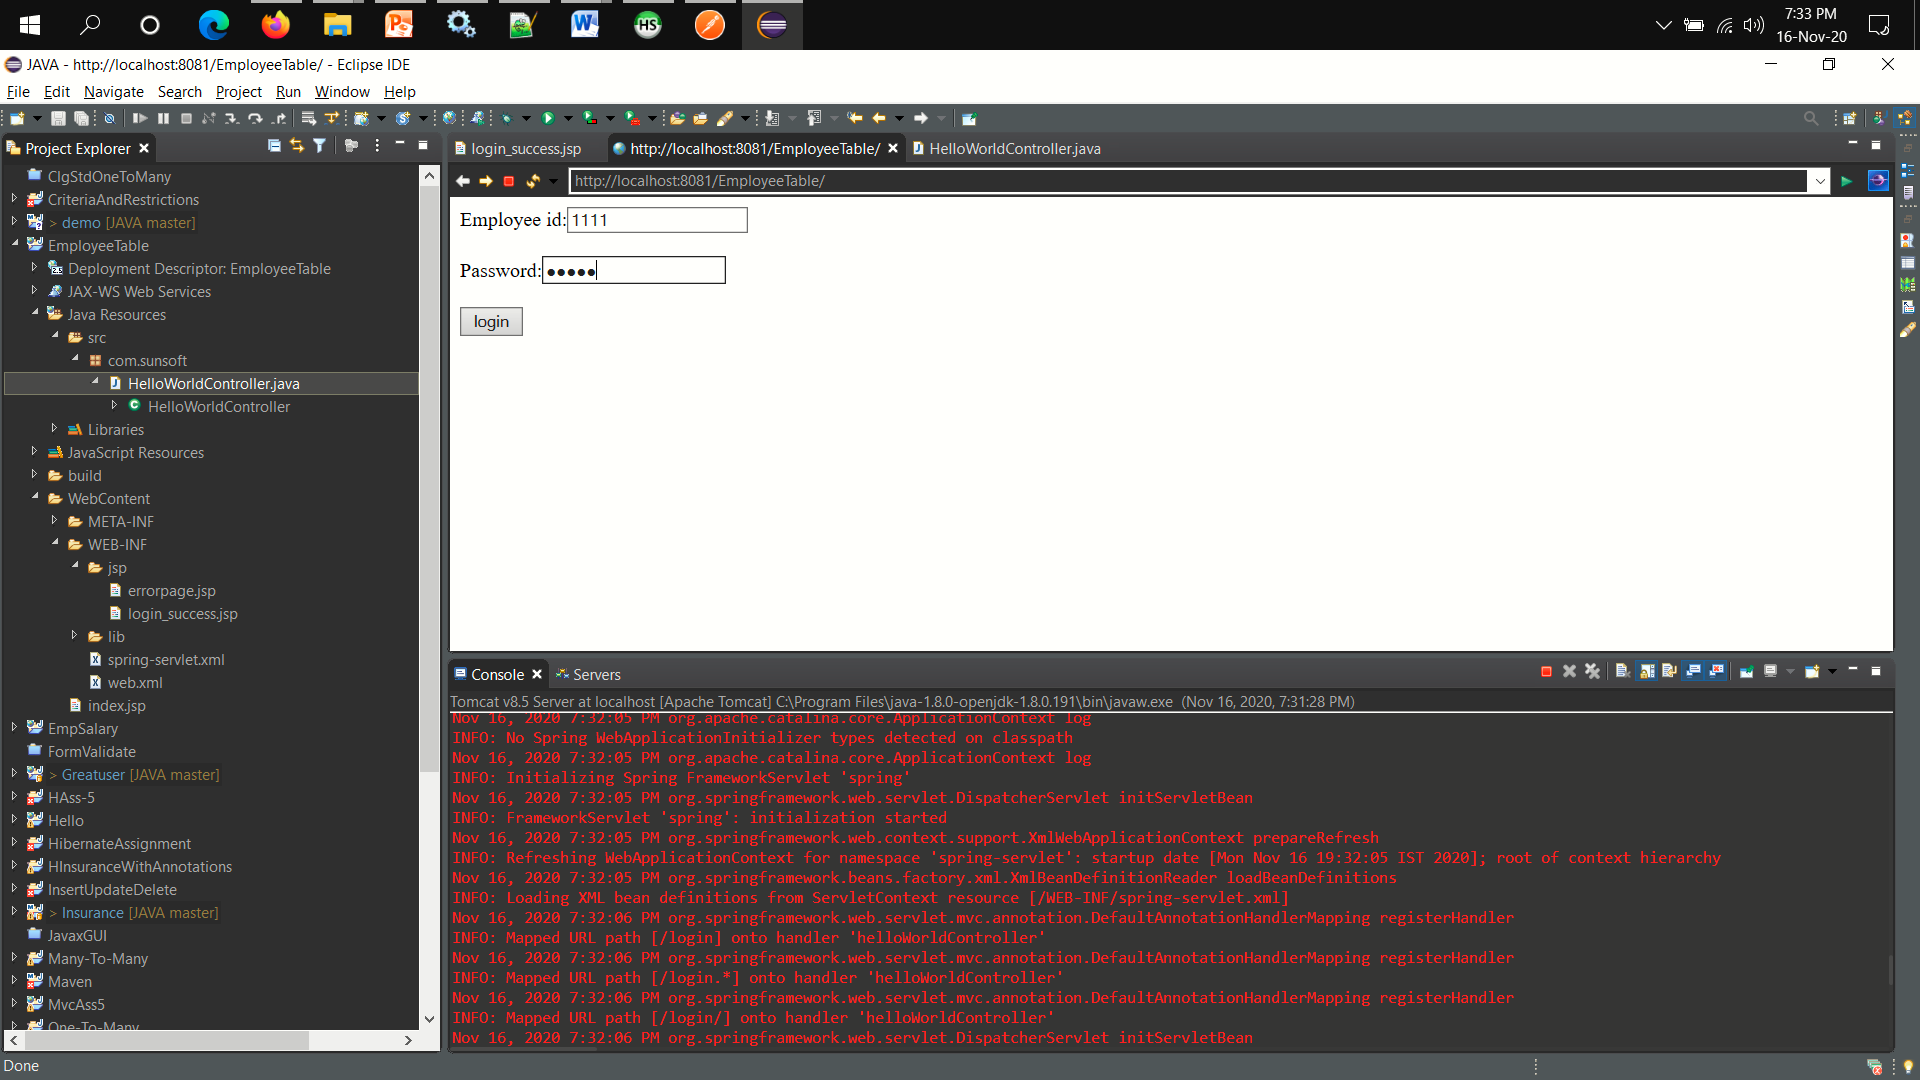 7:33 PM
16-Nov-20
JAVA - http://localhost:8081/EmployeeTable/ - Eclipse IDE
File Edit Navigate Search Project Run Window Help
Project Explorer
ClgStdOneToMany
CriteriaAndRestrictions
> demo [JAVA master]
EmployeeTable
Deployment Descriptor: EmployeeTable
JAX-WS Web Services
Java Resources
src
com.sunsoft
HelloWorldController.java
HelloWorldController
Libraries
JavaScript Resources
build
WebContent
META-INF
WEB-INF
jsp
errorpage.jsp
login_success.jsp
lib
spring-servlet.xml
web.xml
index.jsp
EmpSalary
FormValidate
> Greatuser [JAVA master]
HAss-5
Hello
HibernateAssignment
HInsuranceWithAnnotations
InsertUpdateDelete
> Insurance [JAVA master]
JavaxGUI
Many-To-Many
Maven
MvcAss5
One-To-Many
login_success.jsp http://localhost:8081/EmployeeTable/ HelloWorldController.java
http://localhost:8081/EmployeeTable/
Employee id: 1111
Password: •••••
login
Console Servers
Tomcat v8.5 Server at localhost [Apache Tomcat] C:\Program Files\java-1.8.0-openjdk-1.8.0.191\bin\javaw.exe (Nov 16, 2020, 7:31:28 PM)
Nov 16, 2020 7:32:05 PM org.apache.catalina.core.ApplicationContext log
INFO: No Spring WebApplicationInitializer types detected on classpath
Nov 16, 2020 7:32:05 PM org.apache.catalina.core.ApplicationContext log
INFO: Initializing Spring FrameworkServlet 'spring'
Nov 16, 2020 7:32:05 PM org.springframework.web.servlet.DispatcherServlet initServletBean
INFO: FrameworkServlet 'spring': initialization started
Nov 16, 2020 7:32:05 PM org.springframework.web.context.support.XmlWebApplicationContext prepareRefresh
INFO: Refreshing WebApplicationContext for namespace 'spring-servlet': startup date [Mon Nov 16 19:32:05 IST 2020]; root of context hierarchy
Nov 16, 2020 7:32:05 PM org.springframework.beans.factory.xml.XmlBeanDefinitionReader loadBeanDefinitions
INFO: Loading XML bean definitions from ServletContext resource [/WEB-INF/spring-servlet.xml]
Nov 16, 2020 7:32:06 PM org.springframework.web.servlet.mvc.annotation.DefaultAnnotationHandlerMapping registerHandler
INFO: Mapped URL path [/login] onto handler 'helloWorldController'
Nov 16, 2020 7:32:06 PM org.springframework.web.servlet.mvc.annotation.DefaultAnnotationHandlerMapping registerHandler
INFO: Mapped URL path [/login.*] onto handler 'helloWorldController'
Nov 16, 2020 7:32:06 PM org.springframework.web.servlet.mvc.annotation.DefaultAnnotationHandlerMapping registerHandler
INFO: Mapped URL path [/login/] onto handler 'helloWorldController'
Nov 16, 2020 7:32:06 PM org.springframework.web.servlet.DispatcherServlet initServletBean
Done